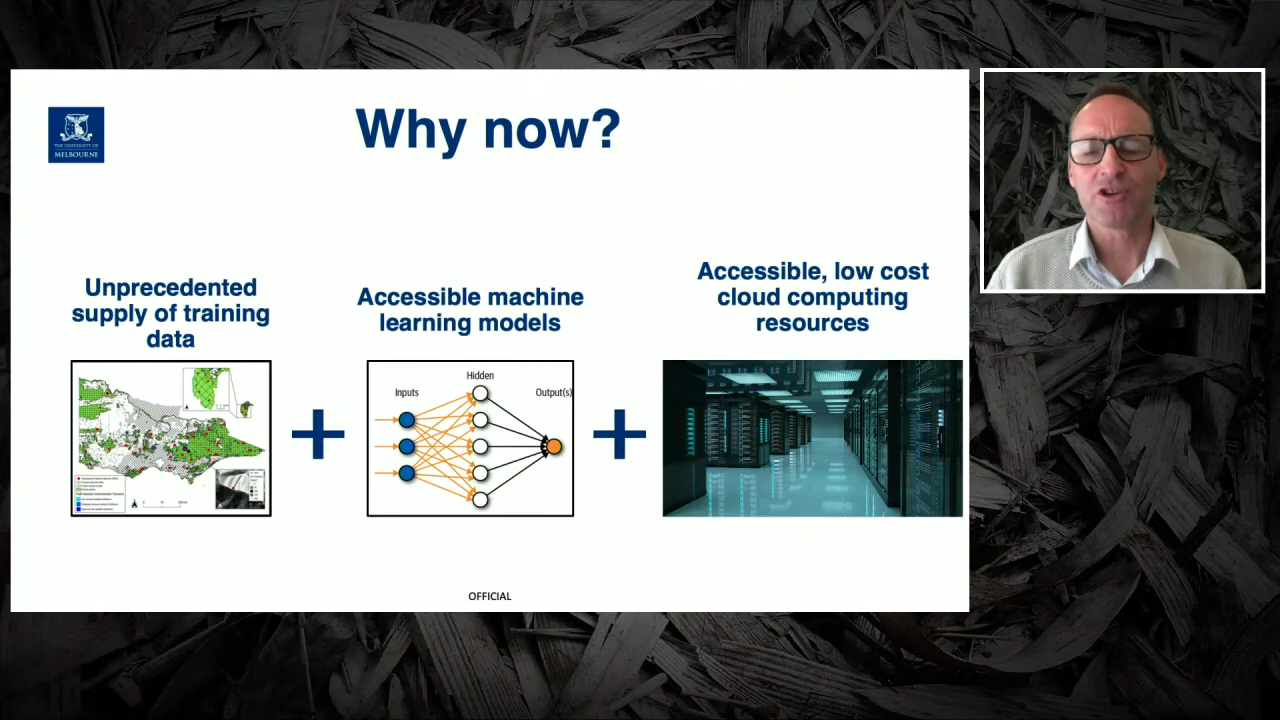 THE UNIVERSITY OF
MELBOURNE
Why now?
Unprecedented
supply of training
data
Accessible machine
learning models
Accessible, low cost
cloud computing
resources
Hidden
Inputs
Output(s)
OFFICIAL